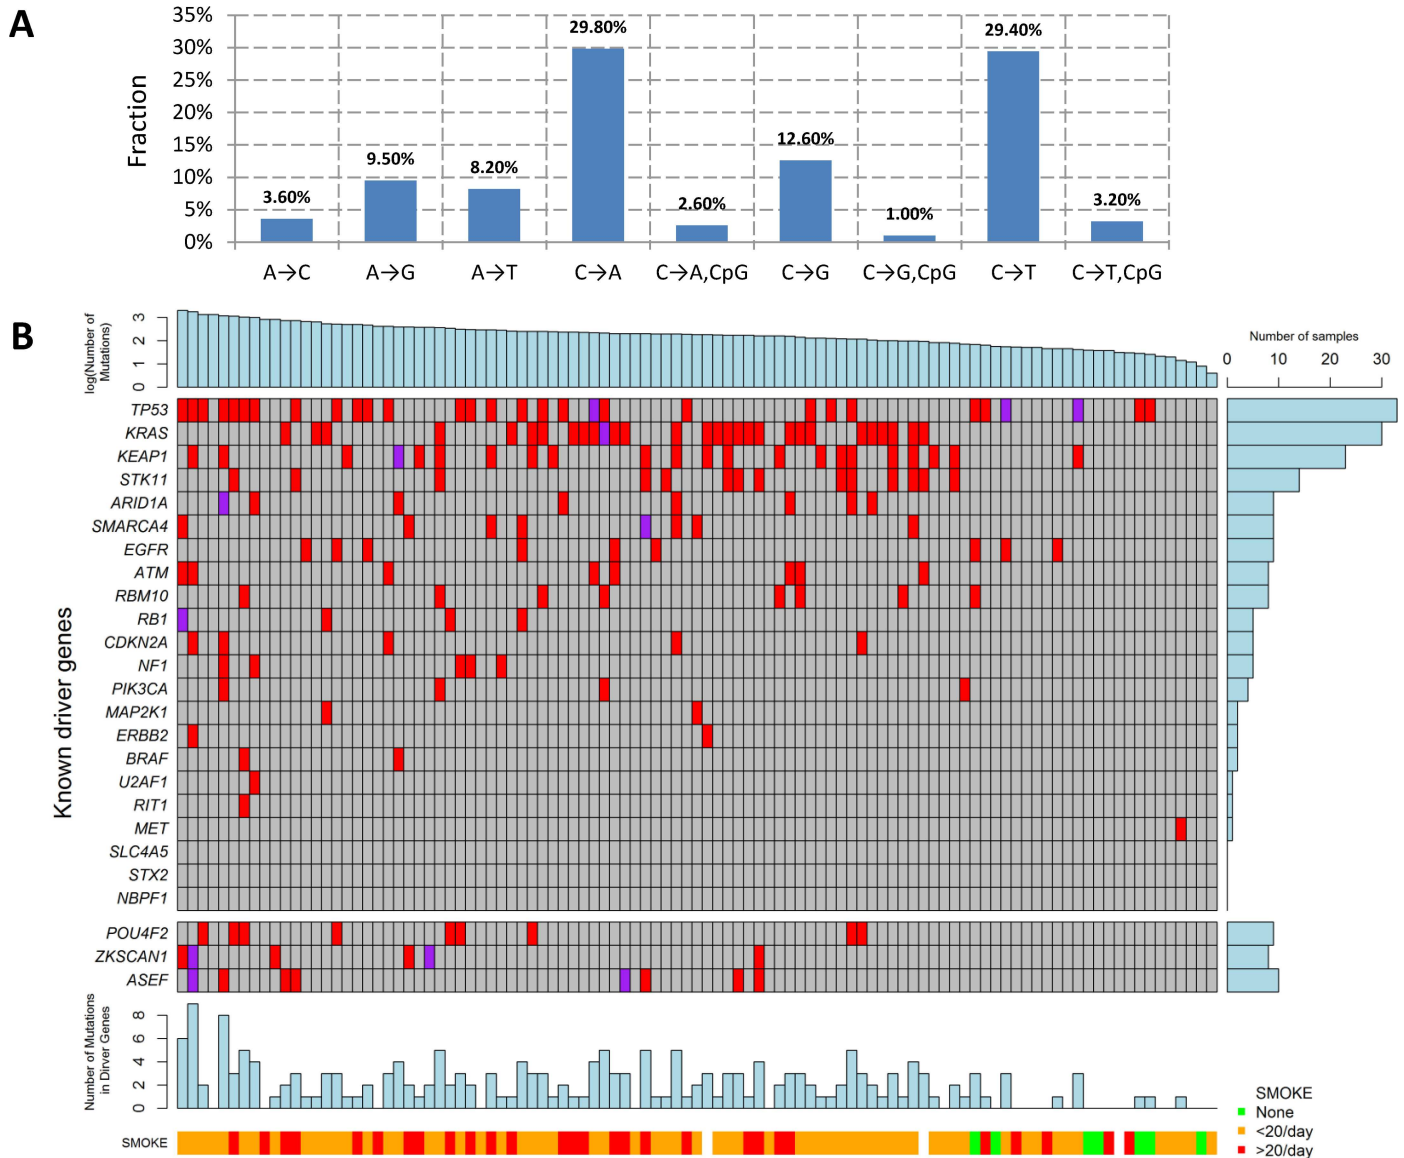 A
35%
30%
25%
20%
15%
10%
5%
0%
Fraction
3.60%
9.50%
8.20%
29.80%
2.60%
12.60%
1.00%
29.40%
3.20%
A→C
A→G
A→T
C→A
C→A,CpG
C→G
C→G,CpG
C→T
C→T,CpG
B
log(Number of
Mutations)
3
2
1
0
Number of samples
0 10 20 30
Known driver genes
TP53
KRAS
KEAP1
STK11
ARID1A
SMARCA4
EGFR
ATM
RBM10
RB1
CDKN2A
NF1
PIK3CA
MAP2K1
ERBB2
BRAF
U2AF1
RIT1
MET
SLC4A5
STX2
NBPF1
POU4F2
ZKSCAN1
ASEF
Number of Mutations
in Dirver Genes
8
6
4
2
0
SMOKE
SMOKE
None
<20/day
>20/day